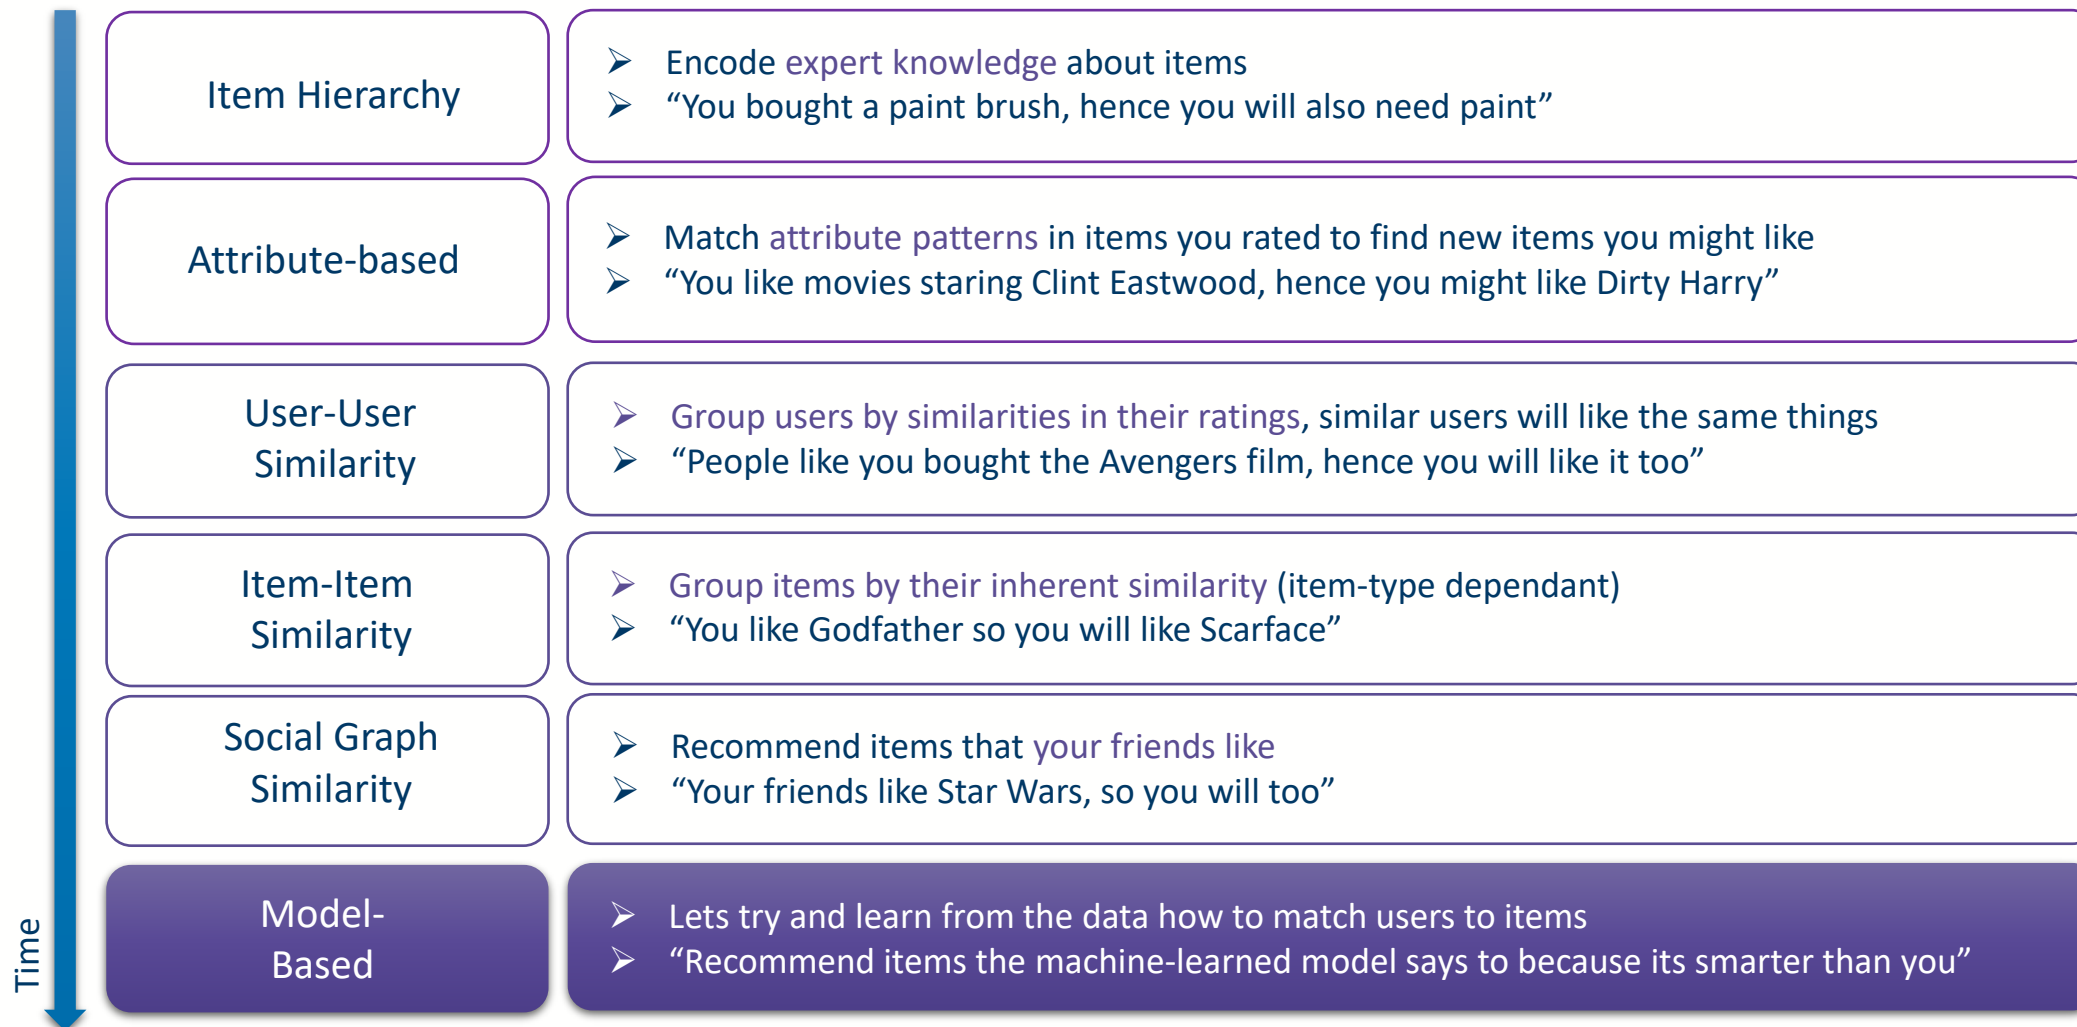 Item Hierarchy
➢ Encode expert knowledge about items
➢ “You bought a paint brush, hence you will also need paint”
Attribute-based
➢ Match attribute patterns in items you rated to find new items you might like
➢ “You like movies staring Clint Eastwood, hence you might like Dirty Harry”
User-User
Similarity
➢ Group users by similarities in their ratings, similar users will like the same things
➢ “People like you bought the Avengers film, hence you will like it too”
Item-Item
Similarity
➢ Group items by their inherent similarity (item-type dependant)
➢ “You like Godfather so you will like Scarface”
Social Graph
Similarity
➢ Recommend items that your friends like
➢ “Your friends like Star Wars, so you will too”
Model-
Based
➢ Lets try and learn from the data how to match users to items
➢ “Recommend items the machine-learned model says to because its smarter than you”
Time